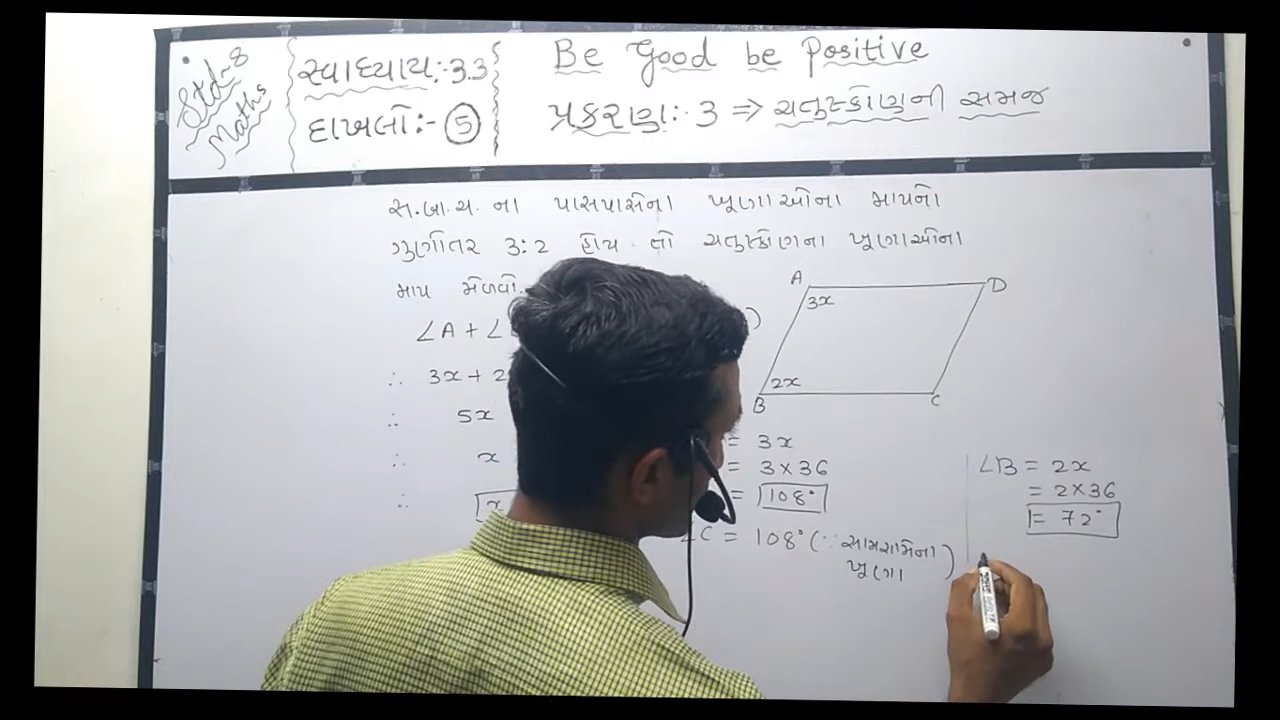 Std-8
Maths
સ્વાધ્યાય:-3.3
દાખલો:- 5
Be Good be Positive
પ્રકરણ:- 3 ⇒ ચતુષ્કોણની સમજ
સ.બા.ચ. ના પાસપાસેના ખૂણાઓના માપનો
ગુણોતર 3:2 હોય તો ચતુષ્કોણના ખૂણાઓના
માપ મેળવો.
A
D
3x
2x
B
C
∠A + ∠
)
∴ 3x + 2
∴ 5x
∴ x
∴ x
= 3x
= 3×36
= 108°
∠C = 108° (∵ સામસામેના
ખૂણા )
∠B = 2x
= 2×36
= 72°